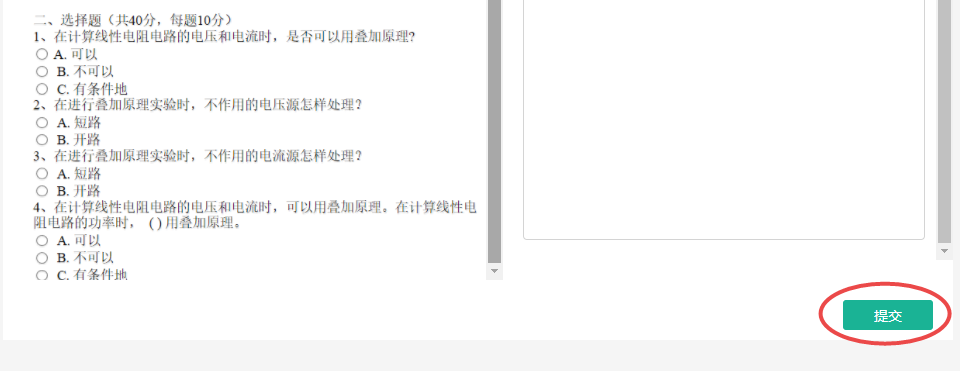 二、选择题（共40分，每题10分）
1、在计算线性电阻电路的电压和电流时，是否可以用叠加原理?
A. 可以
B. 不可以
C. 有条件地
2、在进行叠加原理实验时，不作用的电压源怎样处理？
A. 短路
B. 开路
3、在进行叠加原理实验时，不作用的电流源怎样处理？
A. 短路
B. 开路
4、在计算线性电阻电路的电压和电流时，可以用叠加原理。在计算线性电
阻电路的功率时， ( ) 用叠加原理。
A. 可以
B. 不可以
C. 有条件地
提交